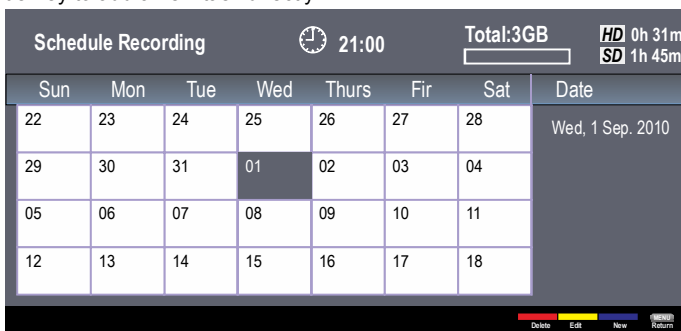 Schedule Recording 21:00 Total:3GB HD 0h 31m
SD 1h 45m
Sun Mon Tue Wed Thurs Fir Sat Date
22 23 24 25 26 27 28
Wed, 1 Sep. 2010
29 30 31 01 02 03 04
05 06 07 08 09 10 11
12 13 14 15 16 17 18
MENU
Delete Edit New Return